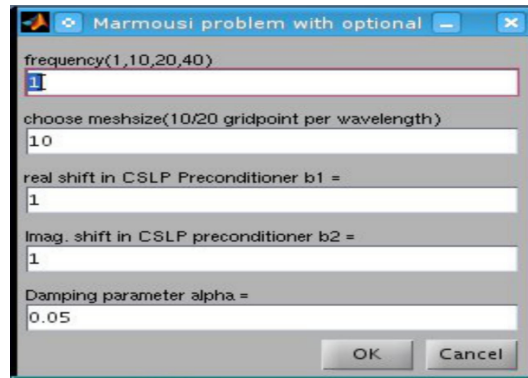 Marmousi problem with optional
frequency(1,10,20,40)
1
choose meshsize(10/20 gridpoint per wavelength)
10
real shift in CSLP Preconditioner b1 =
1
Imag. shift in CSLP preconditioner b2 =
1
Damping parameter alpha =
0.05
OK Cancel